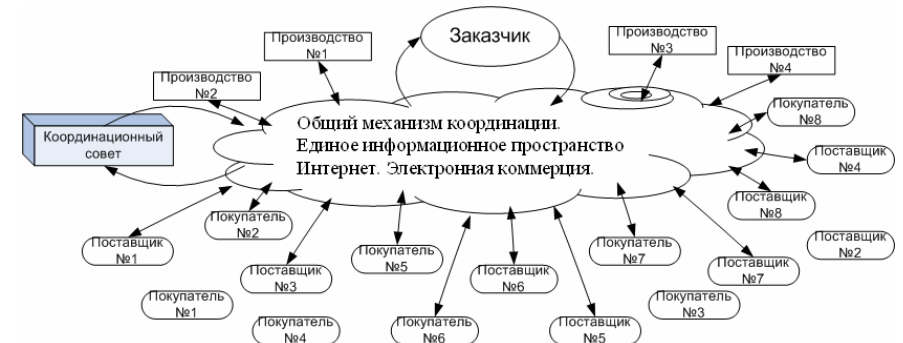 Заказчик
Производство
№1
Производство
№3
Производство
№2
Производство
№4
Покупатель
№8
Координационный
совет
Общий механизм координации.
Единое информационное пространство
Интернет. Электронная коммерция.
Поставщик
№4
Поставщик
№8
Покупатель
№2
Поставщик
№1
Покупатель
№5
Покупатель
№7
Поставщик
№2
Поставщик
№3
Поставщик
№6
Поставщик
№7
Покупатель
№1
Покупатель
№3
Покупатель
№4
Покупатель
№6
Поставщик
№5